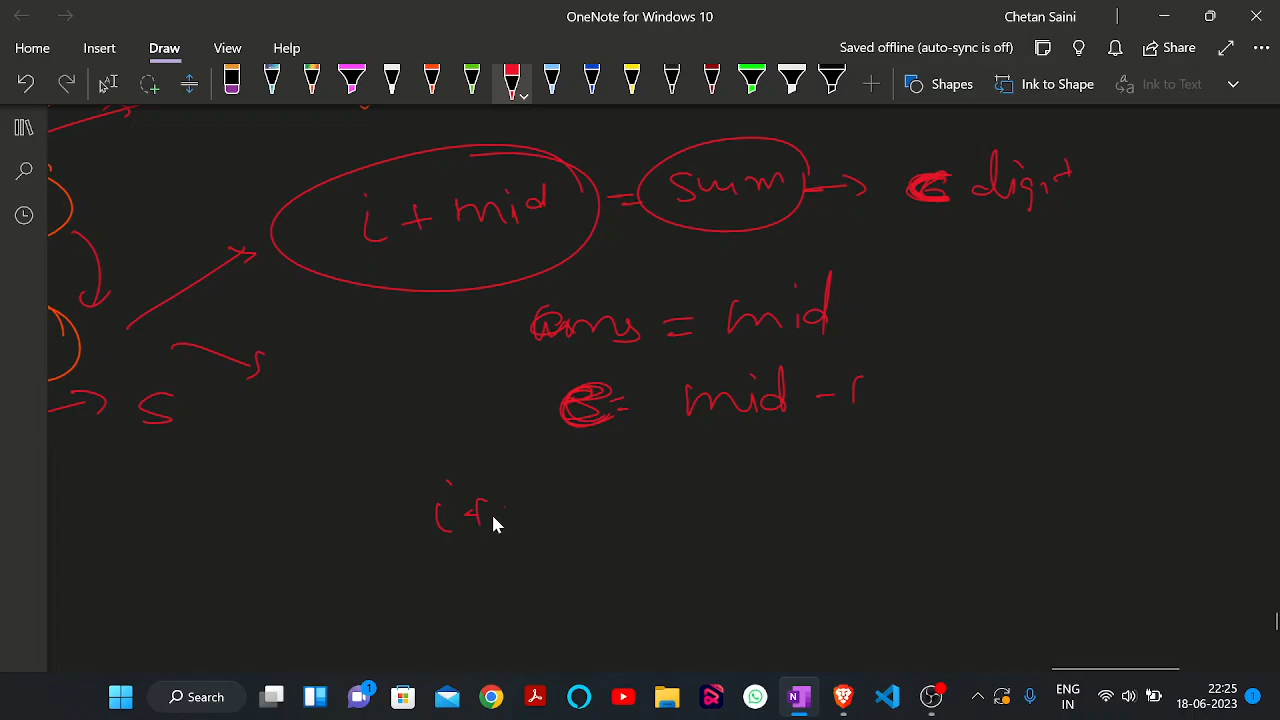 OneNote for Windows 10
Chetan Saini
Home Insert Draw View Help
Saved offline (auto-sync is off)
Share
Shapes
Ink to Shape
Ink to Text
i + mid = sum → digit
ans = mid
= mid -
S
Search
1
ENG
IN
22:35
18-06-2023
1